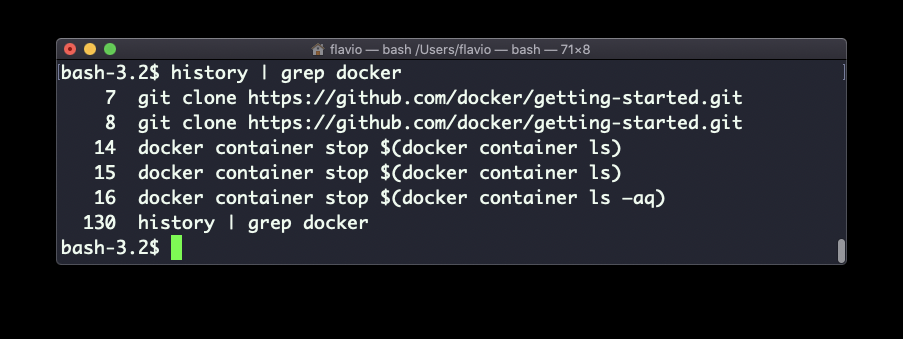 flavio — bash /Users/flavio — bash — 71×8
bash-3.2$ history | grep docker
7 git clone https://github.com/docker/getting-started.git
8 git clone https://github.com/docker/getting-started.git
14 docker container stop $(docker container ls)
15 docker container stop $(docker container ls)
16 docker container stop $(docker container ls -aq)
130 history | grep docker
bash-3.2$